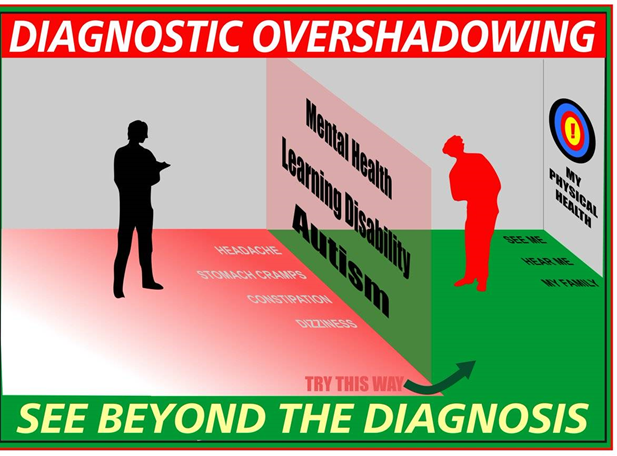 DIAGNOSTIC OVERSHADOWING
Mental Health
Learning Disability
Autism
!
MY
PHYSICAL
HEALTH
HEADACHE
STOMACH CRAMPS
CONSTIPATION
DIZZINESS
SEE ME
HEAR ME
MY FAMILY
TRY THIS WAY
SEE BEYOND THE DIAGNOSIS